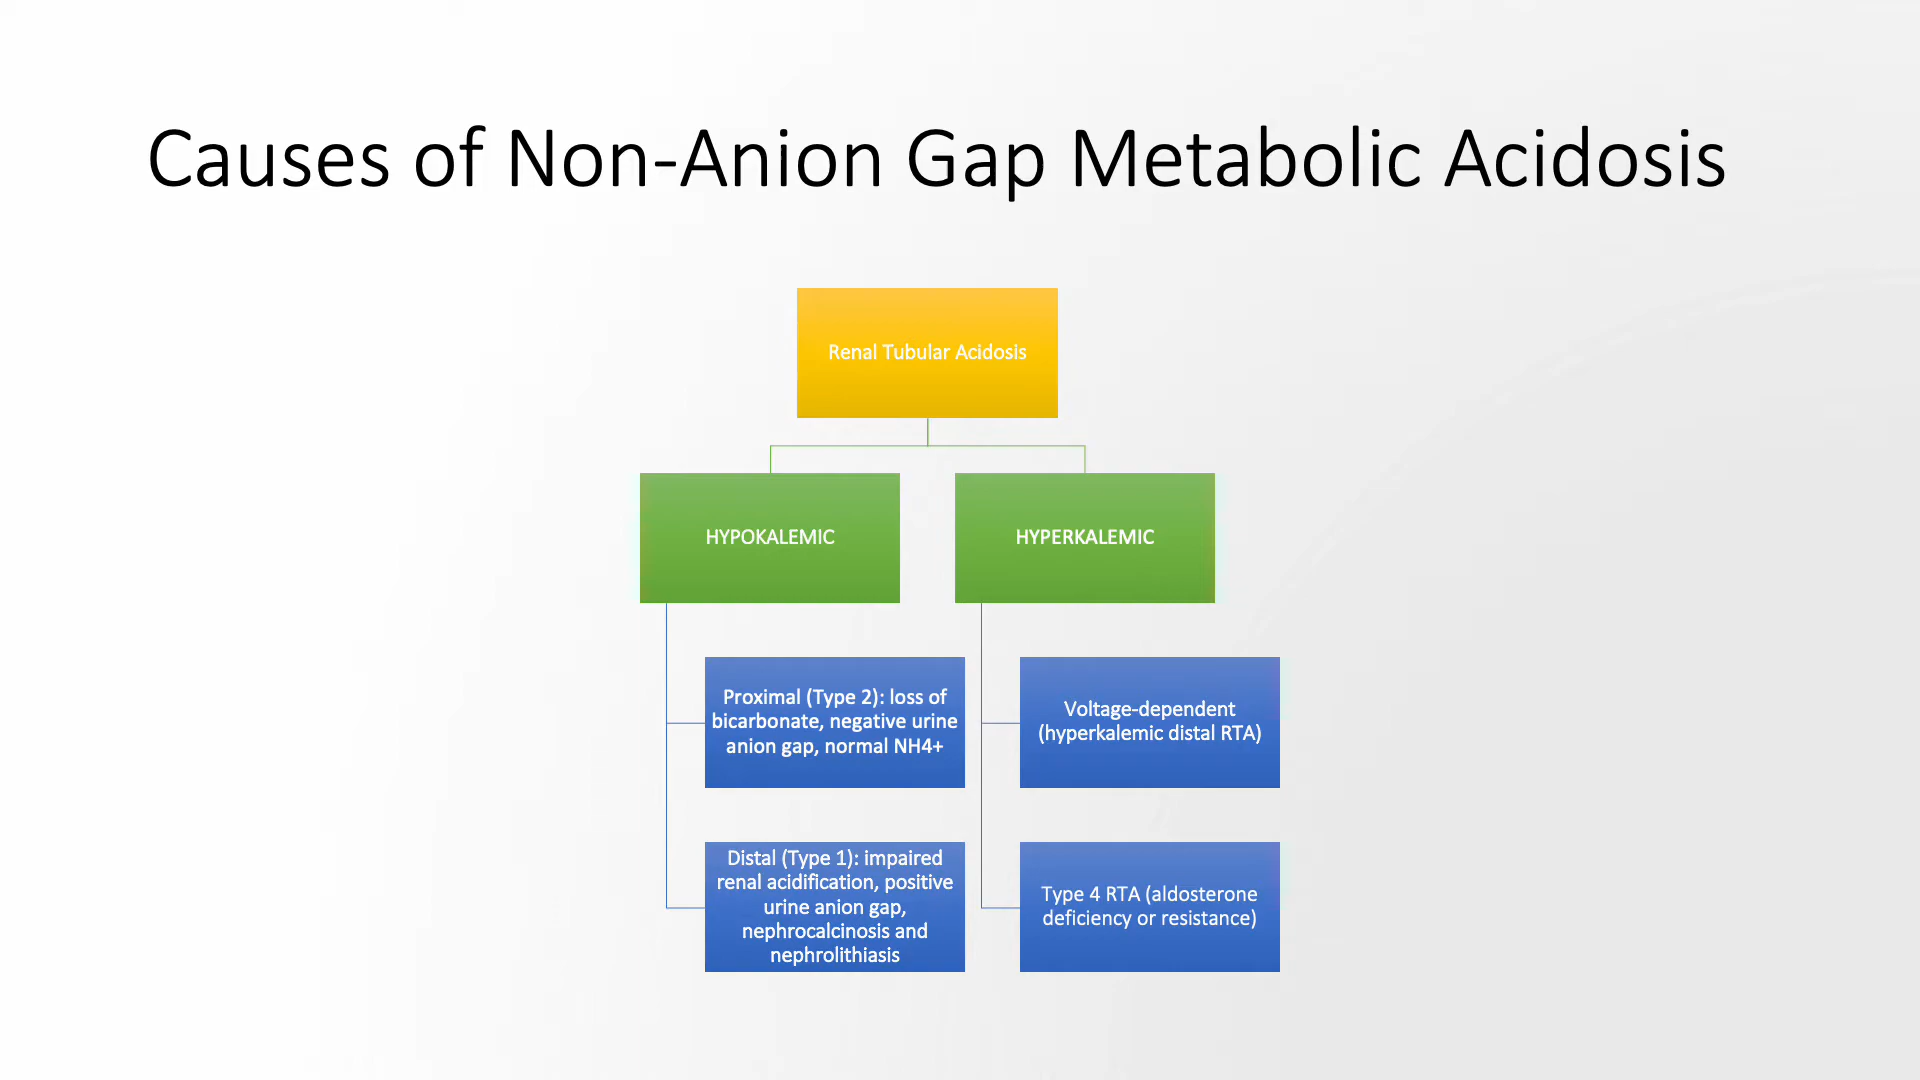 Causes of Non-Anion Gap Metabolic Acidosis
Renal Tubular Acidosis
HYPOKALEMIC
HYPERKALEMIC
Proximal (Type 2): loss of
bicarbonate, negative urine
anion gap, normal NH4+
Voltage-dependent
(hyperkalemic distal RTA)
Distal (Type 1): impaired
renal acidification, positive
urine anion gap,
nephrocalcinosis and
nephrolithiasis
Type 4 RTA (aldosterone
deficiency or resistance)